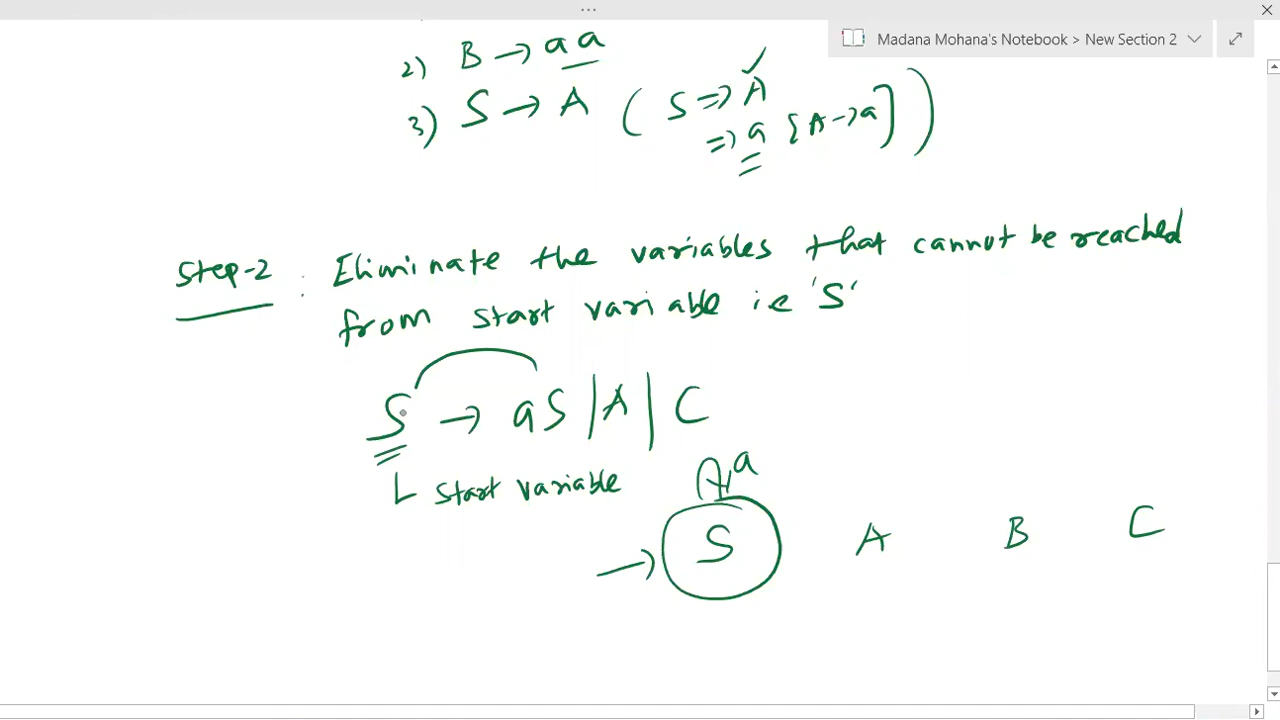 Madana Mohana's Notebook > New Section 2
2) B → aa
3) S → A ( S ⇒ A
⇒ a [A → a] )
Step-2 : Eliminate the variables that cannot be reached
from start variable ie 'S'
S → aS | A | C
L start variable
a
→ S A B C